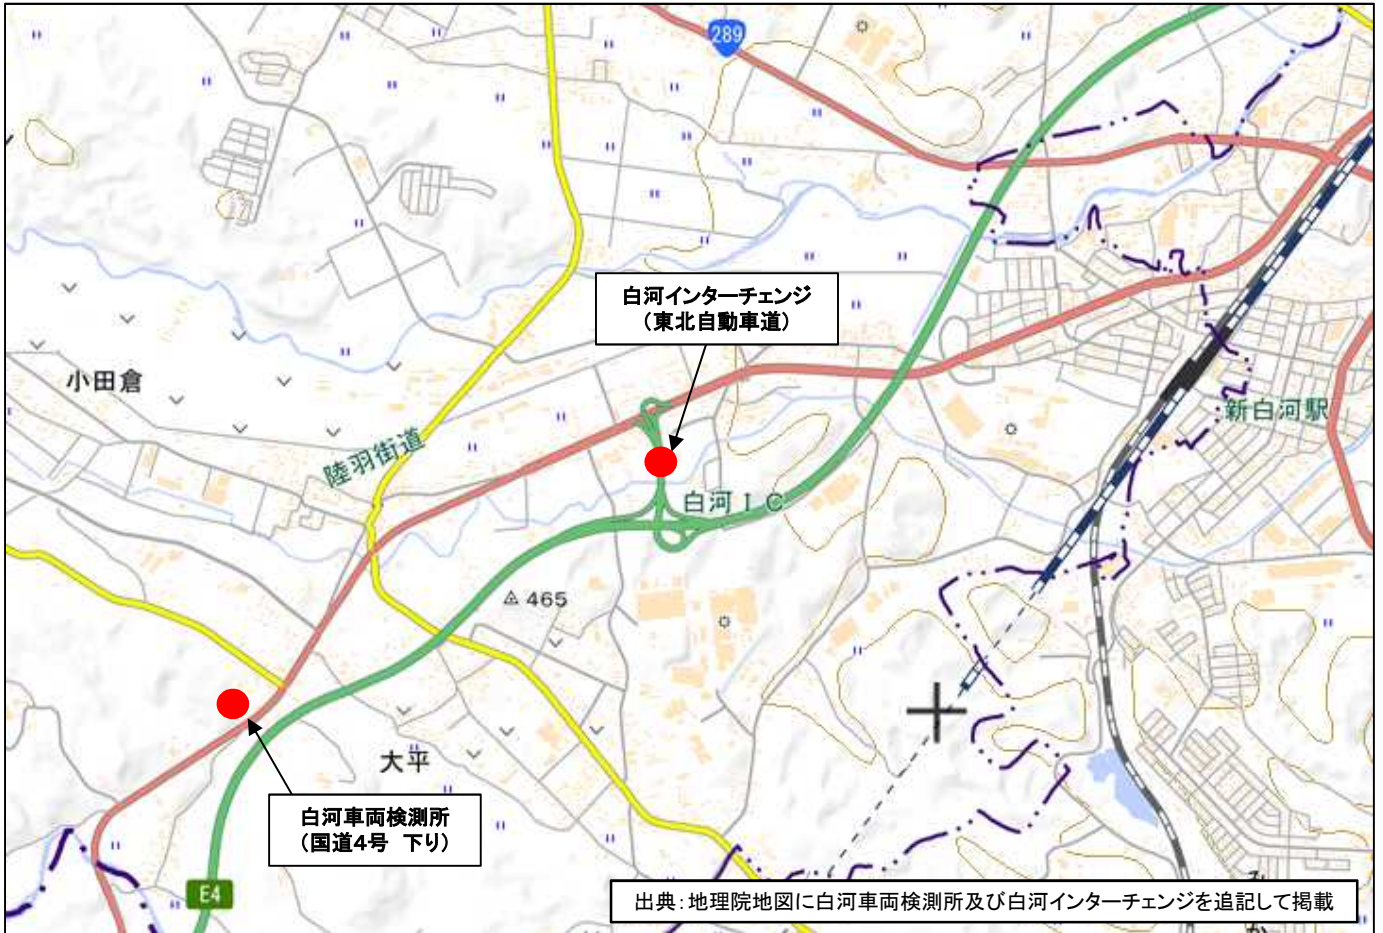 289
白河インターチェンジ
(東北自動車道)
小田倉
新白河駅
陸羽街道
白河IC
465
大平
白河車両検測所
(国道4号 下り)
E4
出典:地理院地図に白河車両検測所及び白河インターチェンジを追記して掲載